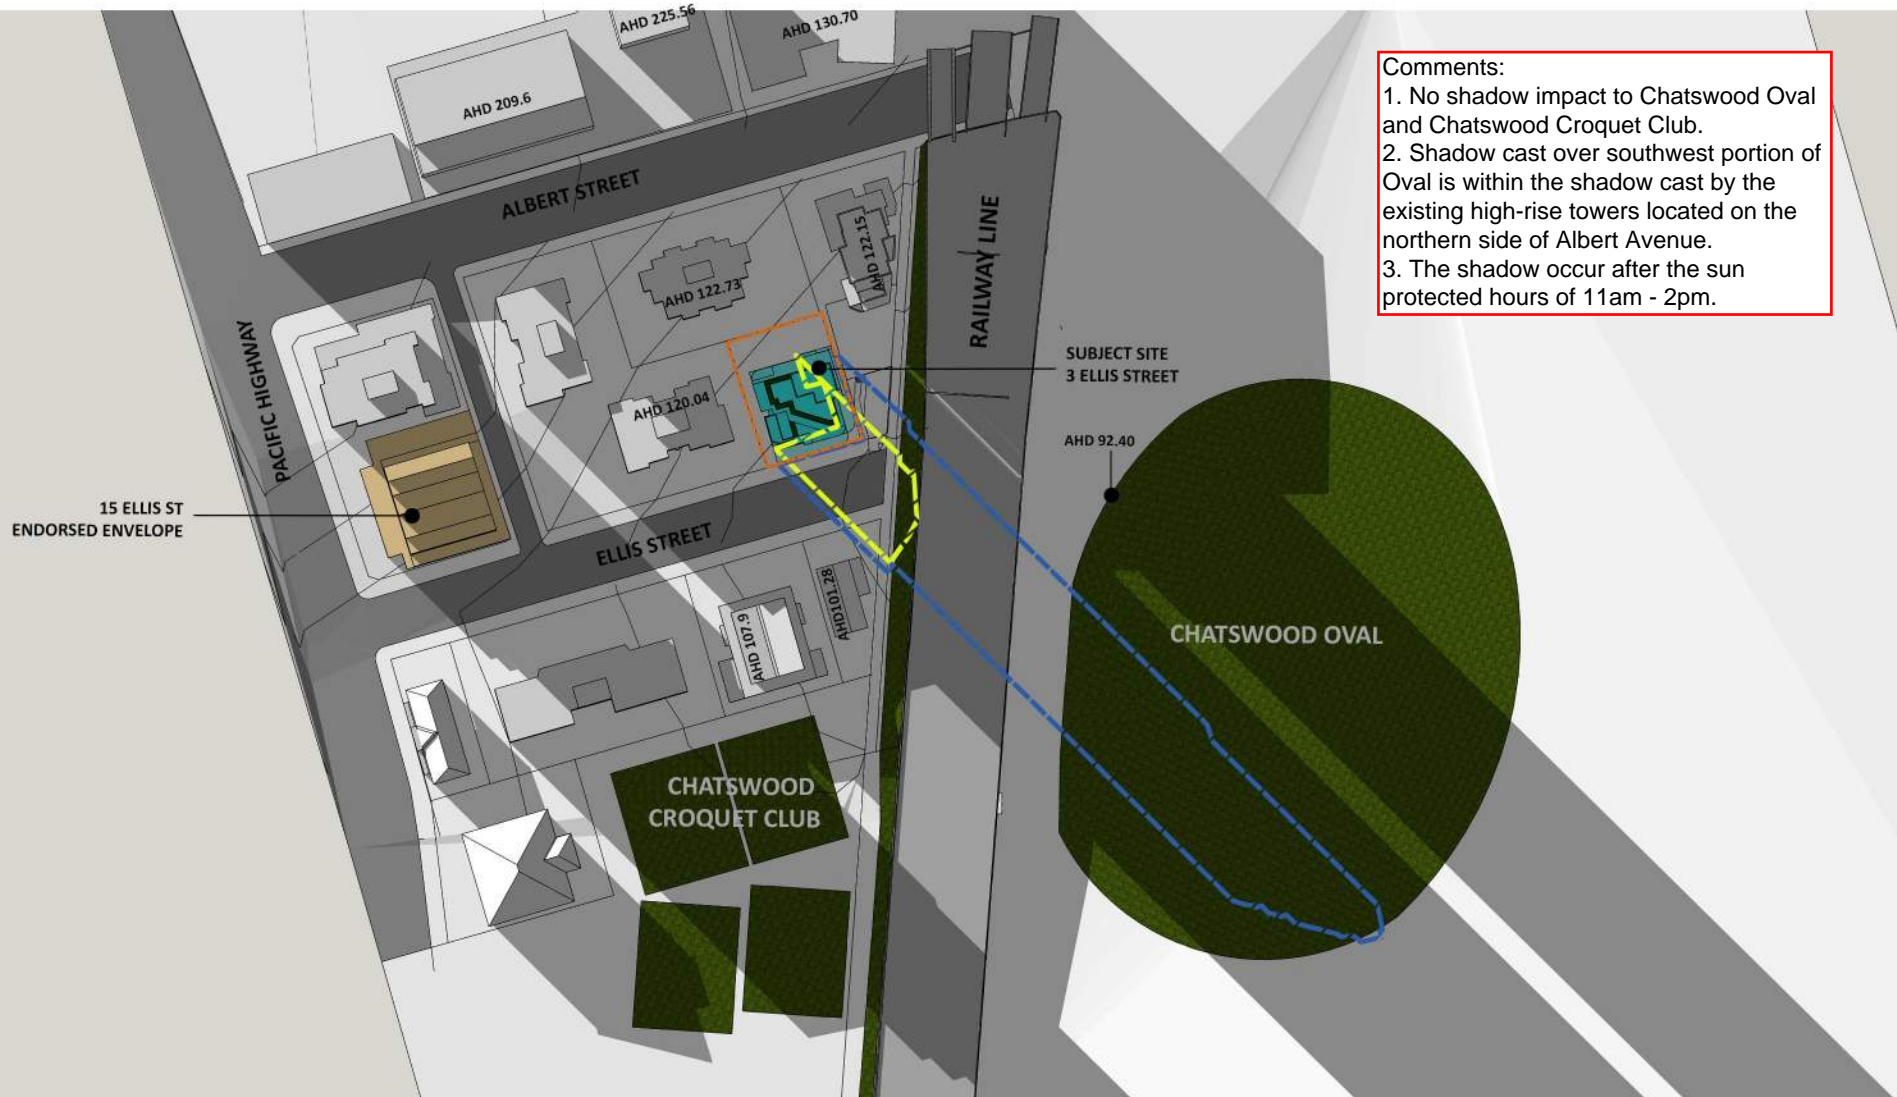 AHD 225.56
AHD 130.70
AHD 209.6
Comments:
1. No shadow impact to Chatswood Oval
and Chatswood Croquet Club.
2. Shadow cast over southwest portion of
Oval is within the shadow cast by the
existing high-rise towers located on the
northern side of Albert Avenue.
3. The shadow occur after the sun
protected hours of 11am - 2pm.
ALBERT STREET
RAILWAY LINE
AHD 122.15
AHD 122.73
PACIFIC HIGHWAY
SUBJECT SITE
3 ELLIS STREET
AHD 120.04
AHD 92.40
15 ELLIS ST
ENDORSED ENVELOPE
ELLIS STREET
AHD101.28
AHD 107.9
CHATSWOOD OVAL
CHATSWOOD
CROQUET CLUB